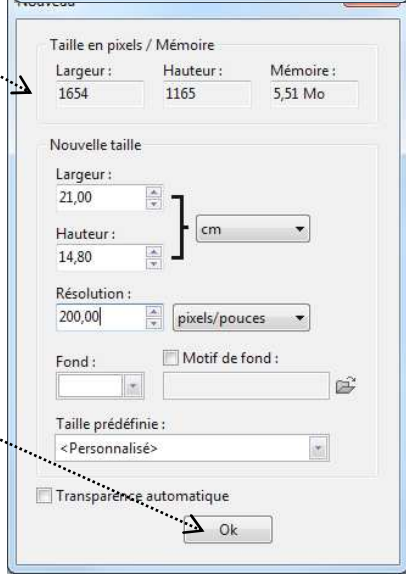 Nouveau
Taille en pixels / Mémoire
Largeur : Hauteur : Mémoire :
1654 1165 5,51 Mo
Nouvelle taille
Largeur :
21,00
cm
Hauteur :
14,80
Résolution :
200,00 pixels/pouces
Fond : Motif de fond :
Taille prédéfinie :
<Personnalisé>
Transparence automatique
Ok